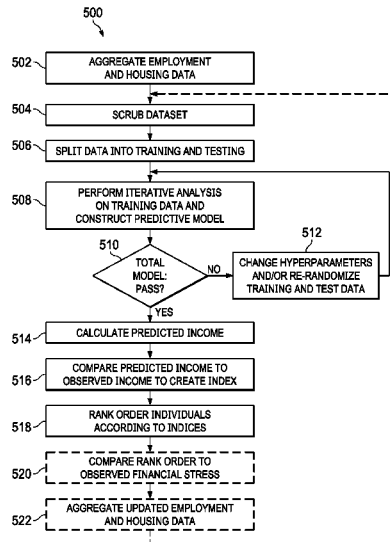 500
502
AGGREGATE EMPLOYMENT
AND HOUSING DATA
504
SCRUB DATASET
506
SPLIT DATA INTO TRAINING AND TESTING
508
PERFORM ITERATIVE ANALYSIS
ON TRAINING DATA AND
CONSTRUCT PREDICTIVE MODEL
510
TOTAL
MODEL:
PASS?
NO
512
CHANGE HYPERPARAMETERS
AND/OR RE-RANDOMIZE
TRAINING AND TEST DATA
YES
514
CALCULATE PREDICTED INCOME
516
COMPARE PREDICTED INCOME TO
OBSERVED INCOME TO CREATE INDEX
518
RANK ORDER INDIVIDUALS
ACCORDING TO INDICES
520
COMPARE RANK ORDER TO
OBSERVED FINANCIAL STRESS
522
AGGREGATE UPDATED EMPLOYMENT
AND HOUSING DATA